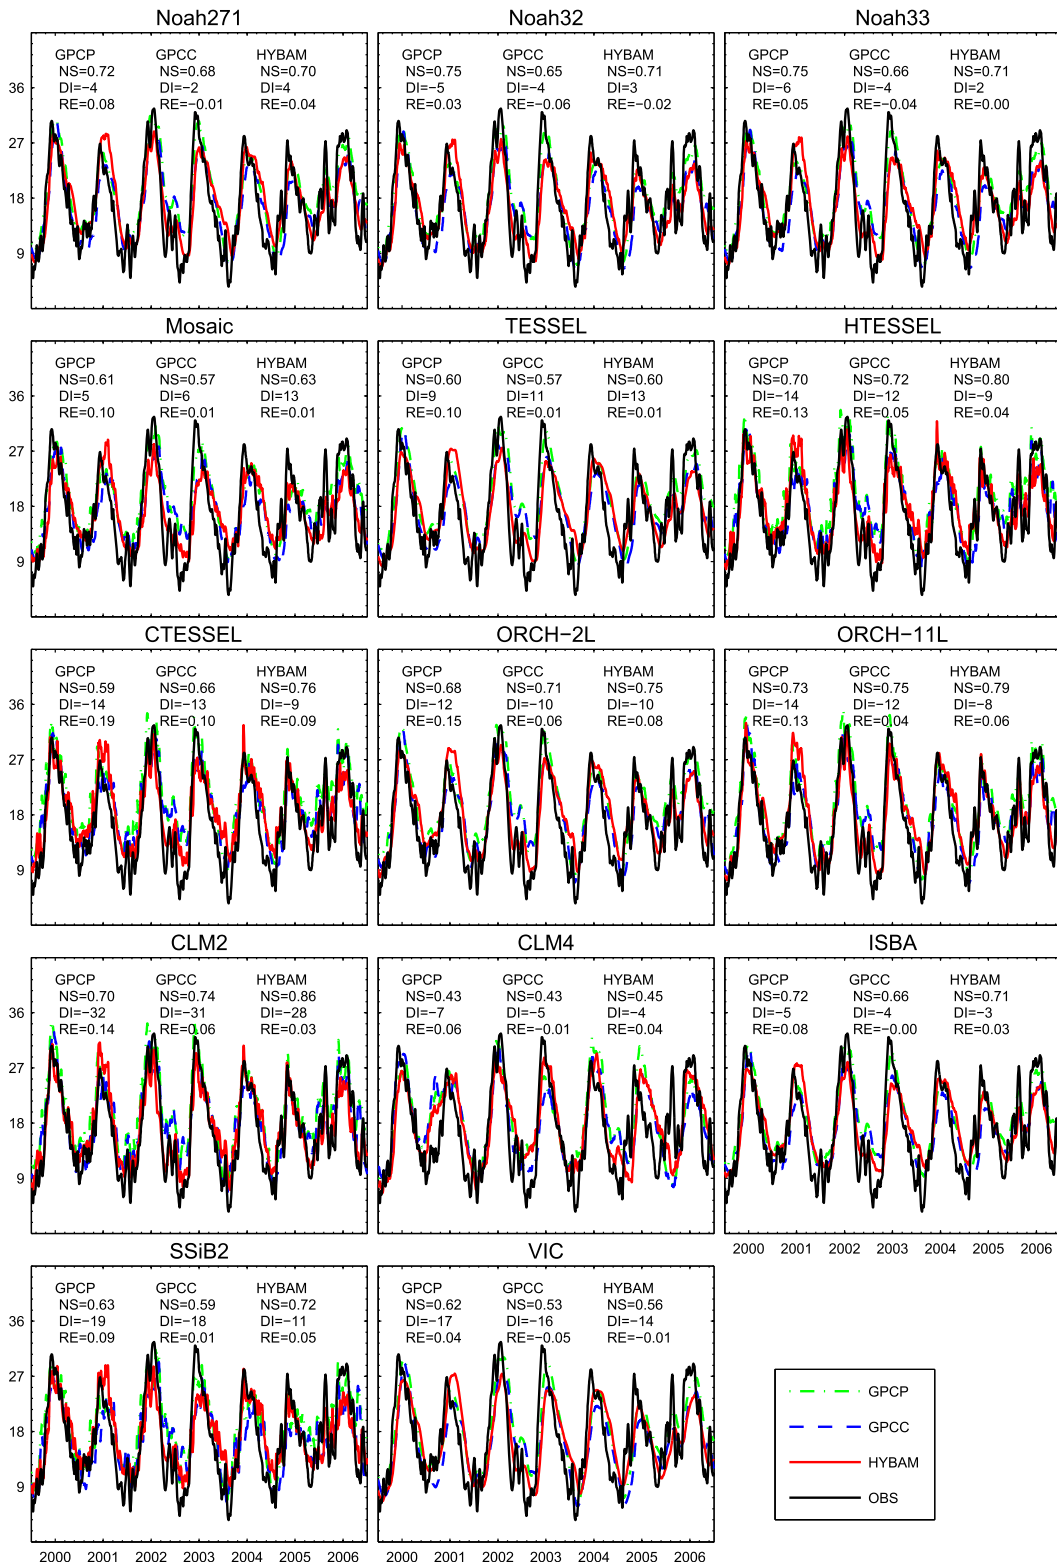 Noah271
Noah32
Noah33
GPCP GPCC HYBAM
NS=0.72 NS=0.68 NS=0.70
DI=−4 DI=−2 DI=4
RE=0.08 RE=−0.01 RE=0.04
GPCP GPCC HYBAM
NS=0.75 NS=0.65 NS=0.71
DI=−5 DI=−4 DI=3
RE=0.03 RE=−0.06 RE=−0.02
GPCP GPCC HYBAM
NS=0.75 NS=0.66 NS=0.71
DI=−6 DI=−4 DI=2
RE=0.05 RE=−0.04 RE=0.00
36
27
18
9
Mosaic
TESSEL
HTESSEL
GPCP GPCC HYBAM
NS=0.61 NS=0.57 NS=0.63
DI=5 DI=6 DI=13
RE=0.10 RE=0.01 RE=0.01
GPCP GPCC HYBAM
NS=0.60 NS=0.57 NS=0.60
DI=9 DI=11 DI=13
RE=0.10 RE=0.01 RE=0.01
GPCP GPCC HYBAM
NS=0.70 NS=0.72 NS=0.80
DI=−14 DI=−12 DI=−9
RE=0.13 RE=0.05 RE=0.04
36
27
18
9
CTESSEL
ORCH−2L
ORCH−11L
GPCP GPCC HYBAM
NS=0.59 NS=0.66 NS=0.76
DI=−14 DI=−13 DI=−9
RE=0.19 RE=0.10 RE=0.09
GPCP GPCC HYBAM
NS=0.68 NS=0.71 NS=0.75
DI=−12 DI=−10 DI=−10
RE=0.15 RE=0.06 RE=0.08
GPCP GPCC HYBAM
NS=0.73 NS=0.75 NS=0.79
DI=−14 DI=−12 DI=−8
RE=0.13 RE=0.04 RE=0.06
36
27
18
9
CLM2
CLM4
ISBA
GPCP GPCC HYBAM
NS=0.70 NS=0.74 NS=0.86
DI=−32 DI=−31 DI=−28
RE=0.14 RE=0.06 RE=0.03
GPCP GPCC HYBAM
NS=0.43 NS=0.43 NS=0.45
DI=−7 DI=−5 DI=−4
RE=0.06 RE=−0.01 RE=0.04
GPCP GPCC HYBAM
NS=0.72 NS=0.66 NS=0.71
DI=−5 DI=−4 DI=−3
RE=0.08 RE=−0.00 RE=0.03
36
27
18
9
2000 2001 2002 2003 2004 2005 2006
SSiB2
VIC
GPCP GPCC HYBAM
NS=0.63 NS=0.59 NS=0.72
DI=−19 DI=−18 DI=−11
RE=0.09 RE=0.01 RE=0.05
GPCP GPCC HYBAM
NS=0.62 NS=0.53 NS=0.56
DI=−17 DI=−16 DI=−14
RE=0.04 RE=−0.05 RE=−0.01
36
27
18
9
2000 2001 2002 2003 2004 2005 2006
2000 2001 2002 2003 2004 2005 2006
GPCP
GPCC
HYBAM
OBS